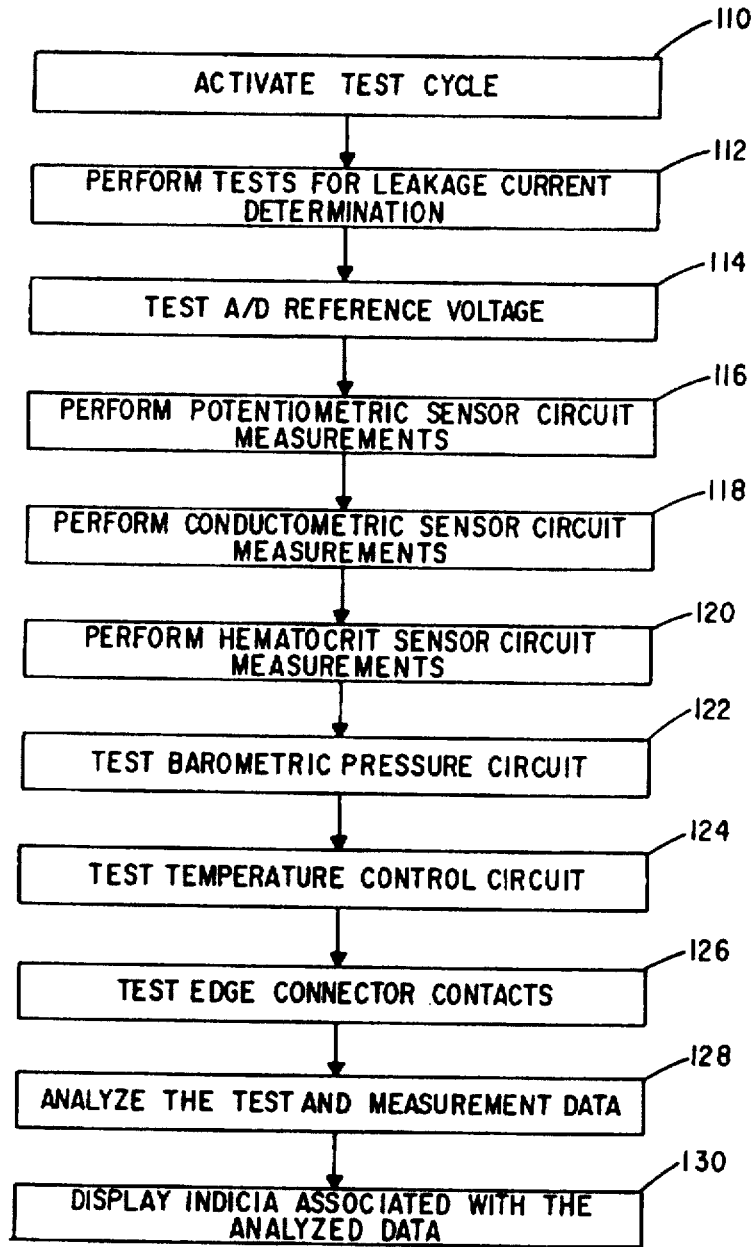 110
ACTIVATE TEST CYCLE
112
PERFORM TESTS FOR LEAKAGE CURRENT
DETERMINATION
114
TEST A/D REFERENCE VOLTAGE
116
PERFORM POTENTIOMETRIC SENSOR CIRCUIT
MEASUREMENTS
118
PERFORM CONDUCTOMETRIC SENSOR CIRCUIT
MEASUREMENTS
120
PERFORM HEMATOCRIT SENSOR CIRCUIT
MEASUREMENTS
122
TEST BAROMETRIC PRESSURE CIRCUIT
124
TEST TEMPERATURE CONTROL CIRCUIT
126
TEST EDGE CONNECTOR CONTACTS
128
ANALYZE THE TEST AND MEASUREMENT DATA
130
DISPLAY INDICIA ASSOCIATED WITH THE
ANALYZED DATA